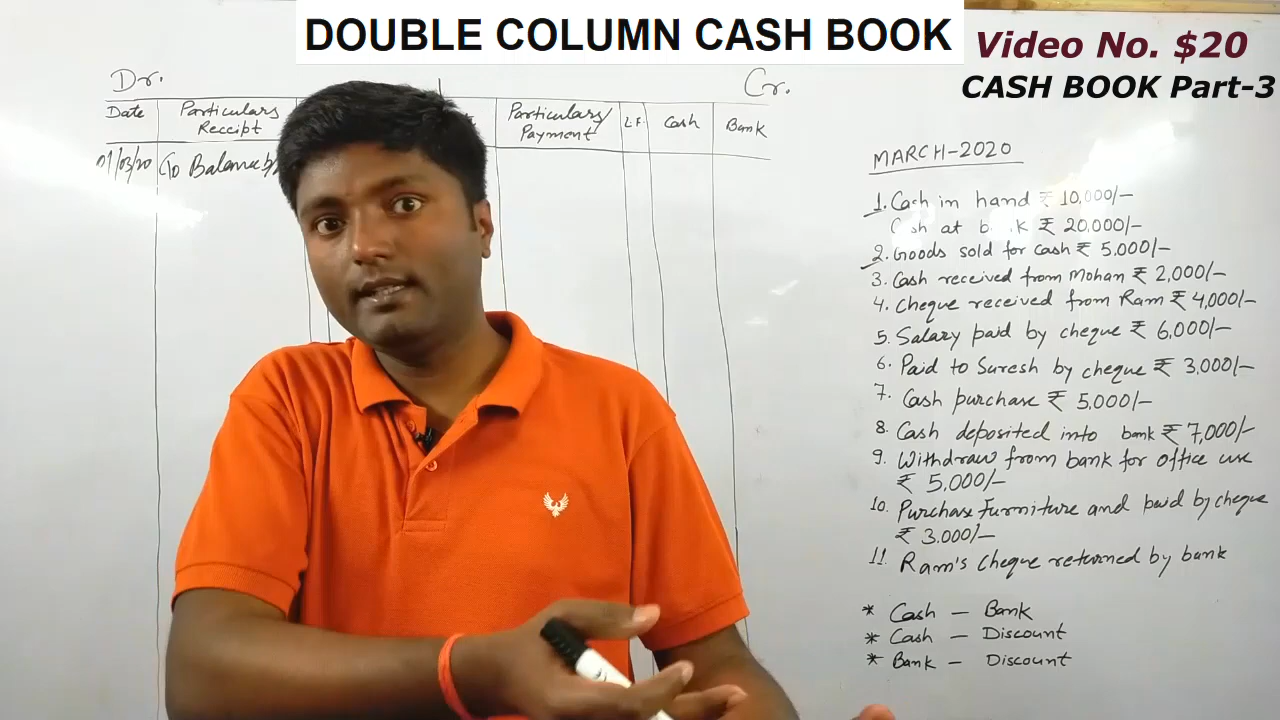 DOUBLE COLUMN CASH BOOK
Video No. $20
CASH BOOK Part-3
Dr.
Cr.
Date
Particulars
Receipt
Particulars/
Payment
L.F.
Cash
Bank
01/03/20
To Balance b/
MARCH-2020
1. Cash in hand ₹ 10,000/-
Cash at ₹ 20,000/-
2. Goods sold for cash ₹ 5,000/-
3. Cash received from Mohan ₹ 2,000/-
4. Cheque received from Ram ₹ 4,000/-
5. Salary paid by cheque ₹ 6,000/-
6. Paid to Suresh by cheque ₹ 3,000/-
7. Cash purchase ₹ 5,000/-
8. Cash deposited into bank ₹ 7,000/-
9. Withdraw from bank for office use
₹ 5,000/-
10. Purchase Furniture and paid by cheque
₹ 3,000/-
11. Ram's Cheque returned by bank
* Cash - Bank
* Cash - Discount
* Bank - Discount